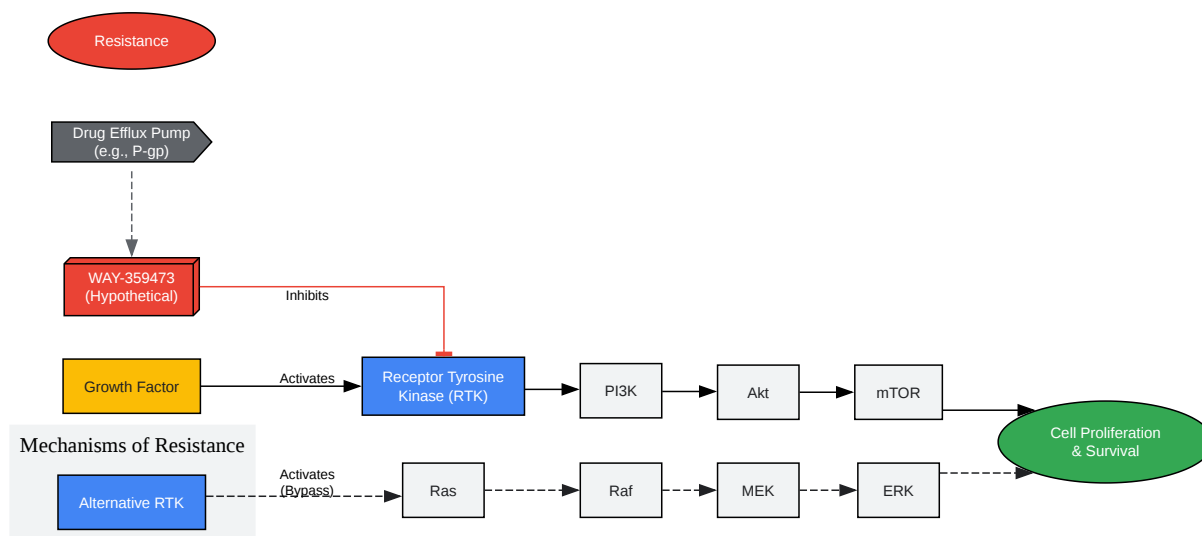 Resistance
Drug Efflux Pump
(e.g., P-gp)
WAY-359473
(Hypothetical)
Inhibits
Growth Factor
Activates
Receptor Tyrosine
Kinase (RTK)
PI3K
Akt
mTOR
Cell Proliferation
& Survival
Mechanisms of Resistance
Alternative RTK
Activates
(Bypass)
Ras
Raf
MEK
ERK